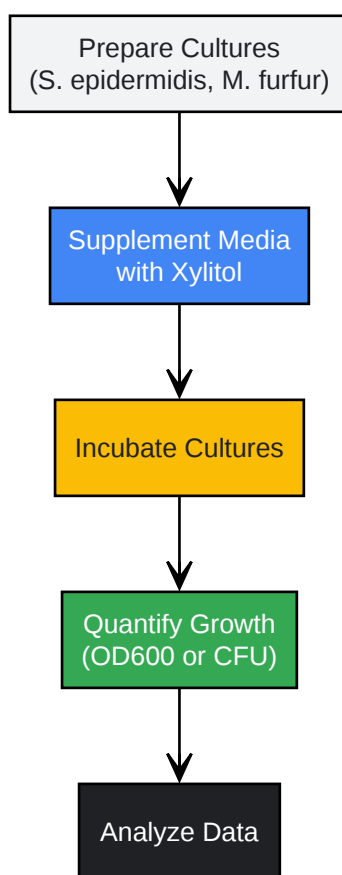 Prepare Cultures
(S. epidermidis, M. furfur)
Supplement Media
with Xylitol
Incubate Cultures
Quantify Growth
(OD600 or CFU)
Analyze Data